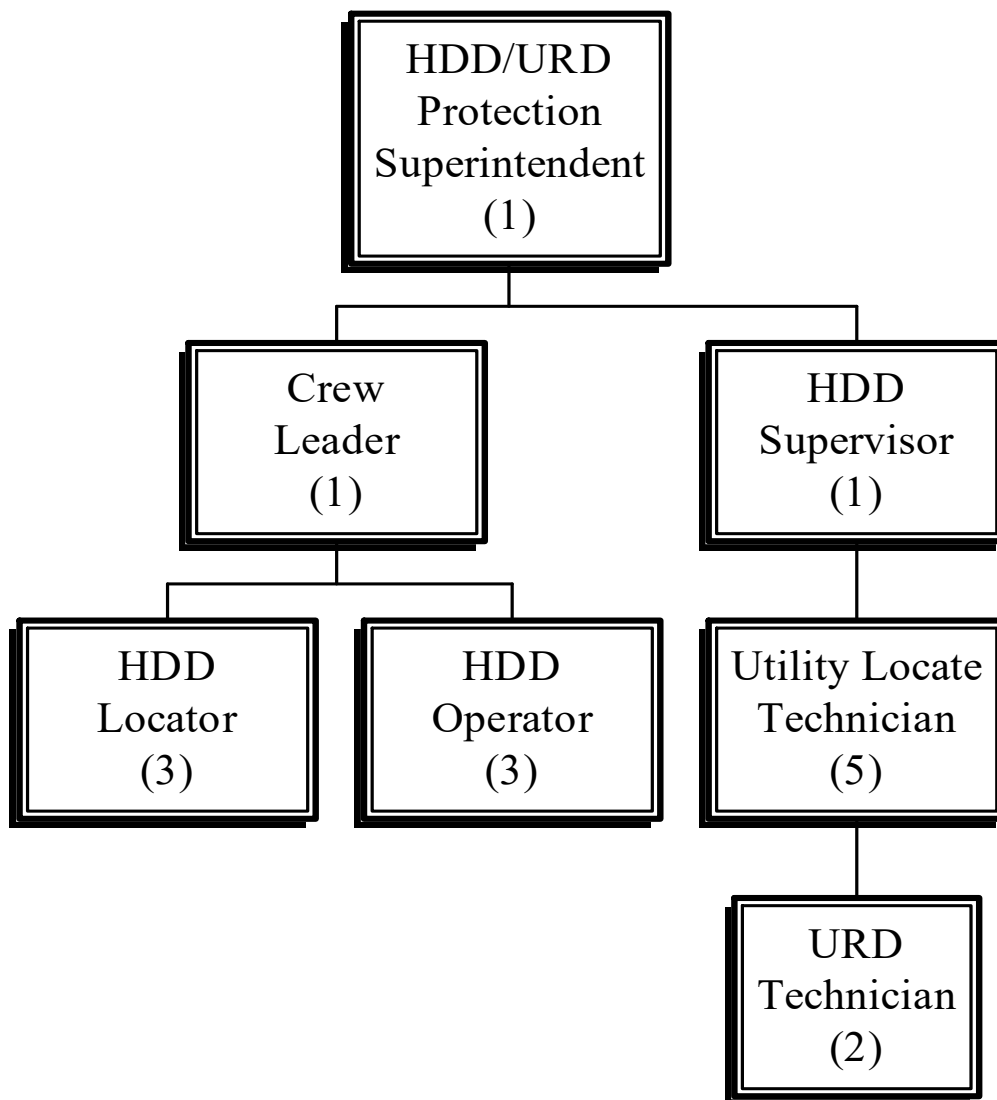 HDD/URD
Protection
Superintendent
(1)
Crew
Leader
(1)
HDD
Supervisor
(1)
HDD
Locator
(3)
HDD
Operator
(3)
Utility Locate
Technician
(5)
URD
Technician
(2)